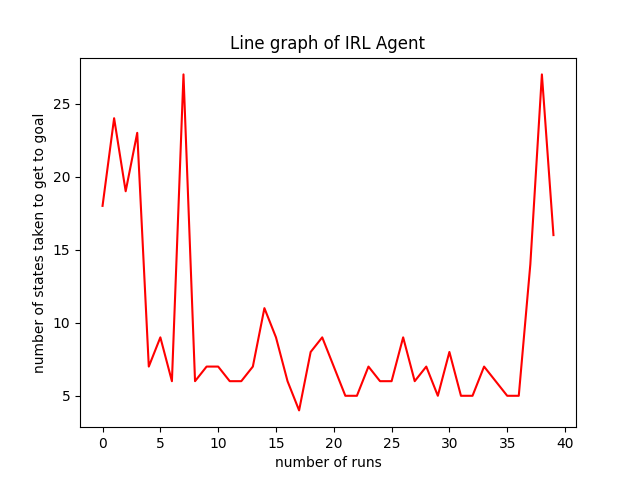 Line graph of IRL Agent
number of states taken to get to goal
25
20
15
10
5
0 5 10 15 20 25 30 35 40
number of runs